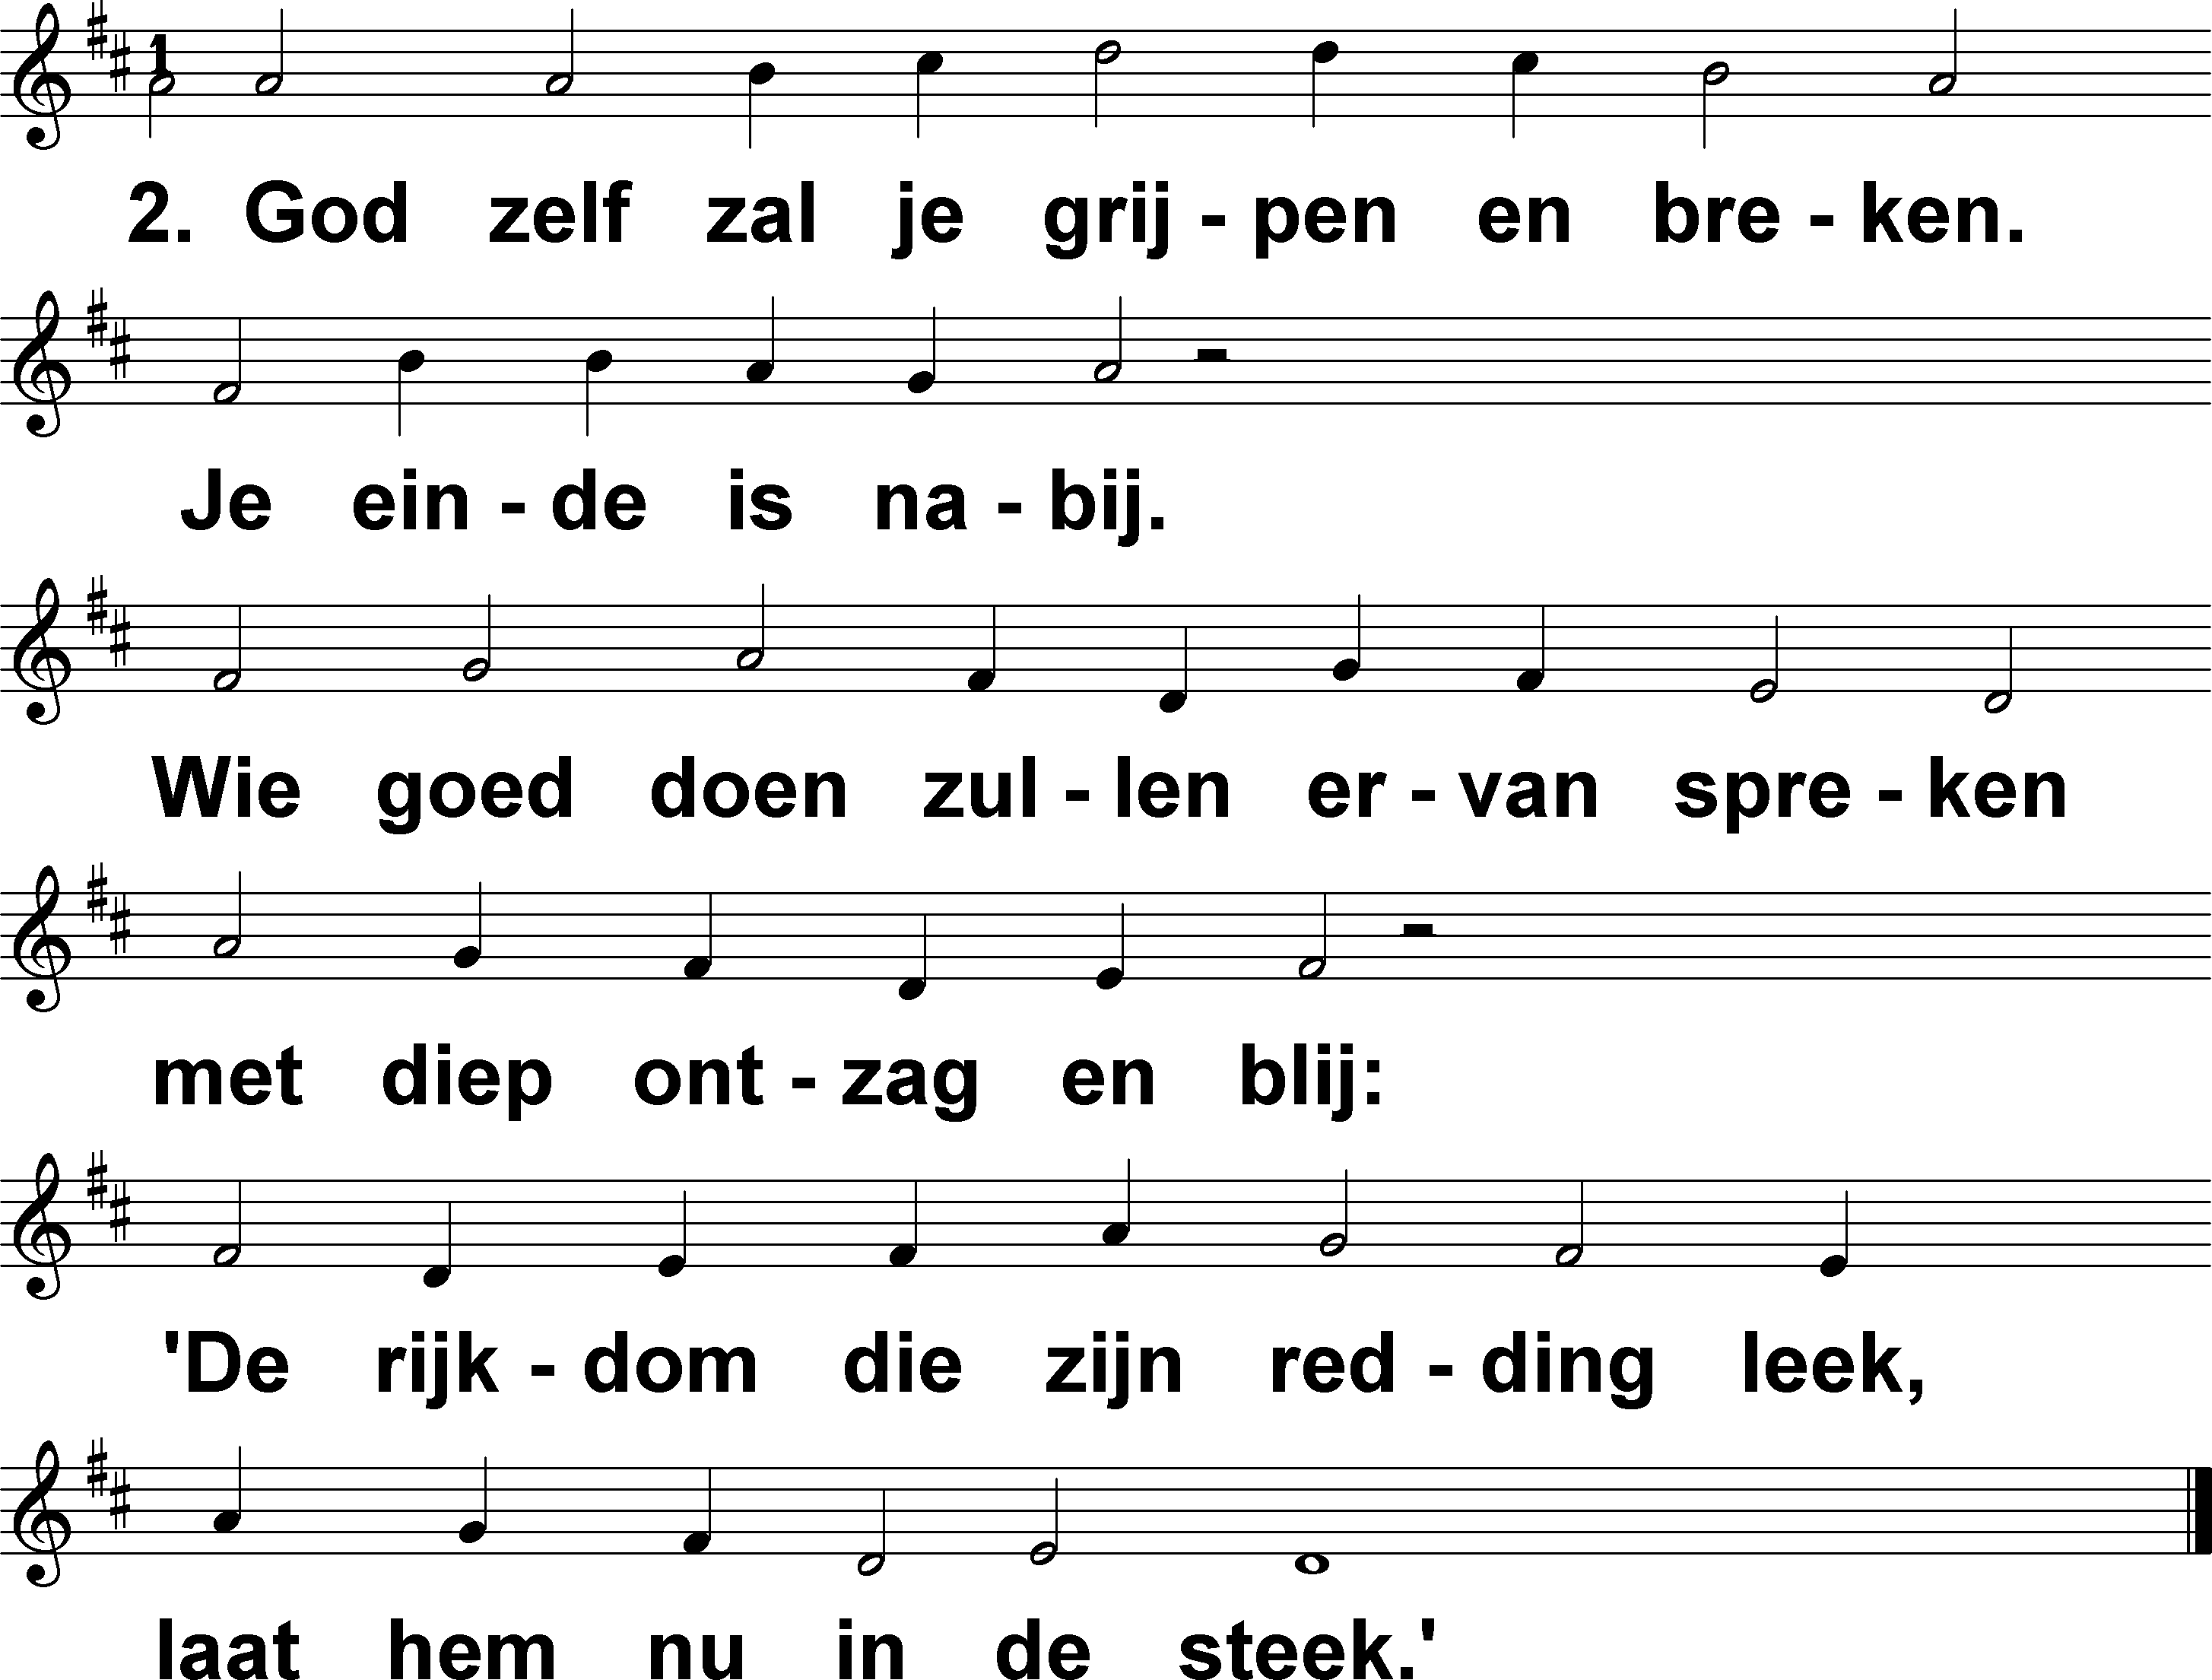 1
2. God zelf zal je grij - pen en bre - ken.
Je ein - de is na - bij.
Wie goed doen zul - len er - van spre - ken
met diep ont - zag en blij:
'De rijk - dom die zijn red - ding leek,
laat hem nu in de steek.'